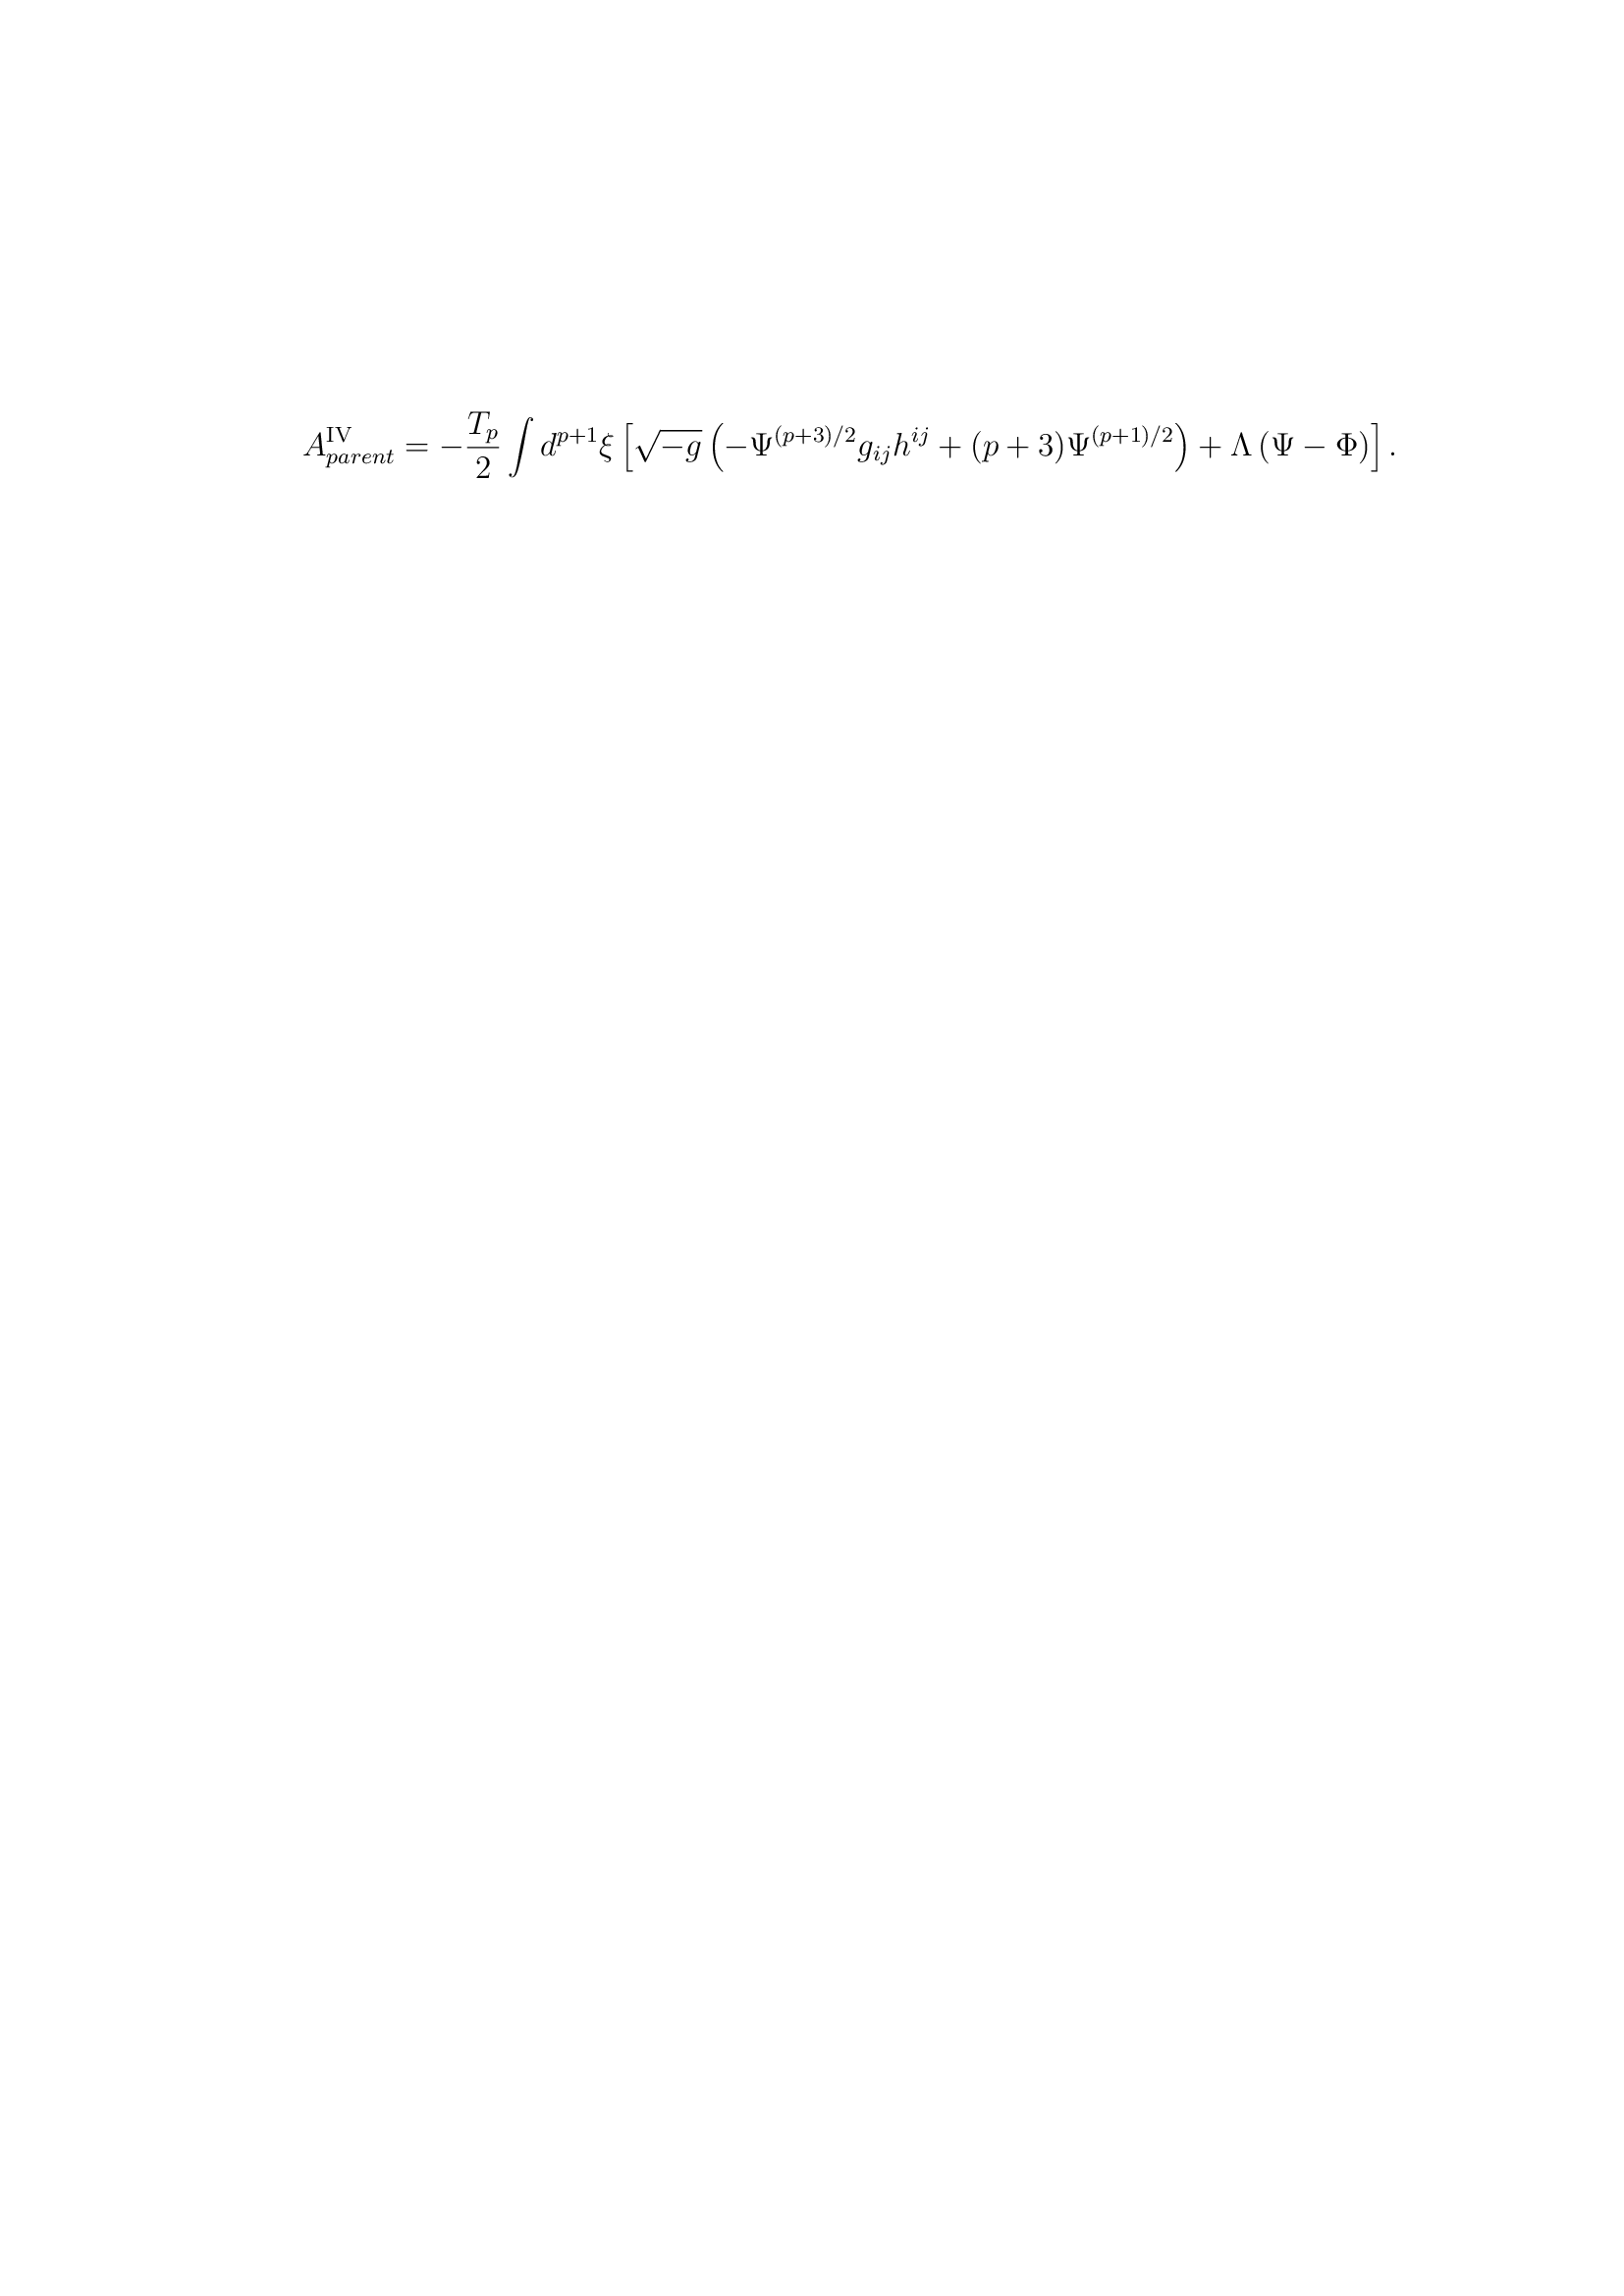 $A^{\mathrm{IV}}_{parent} = -\frac{T_p}{2} \int d^{p+1}\xi \left[ \sqrt{-g} \left( -\Psi^{(p+3)/2} g_{ij} h^{ij} + (p+3) \Psi^{(p+1)/2} \right) + \Lambda \left( \Psi - \Phi \right) \right].$